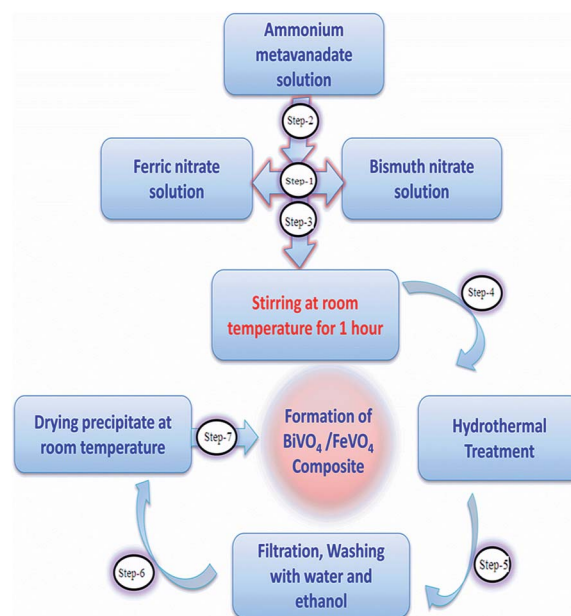 Ammonium
metavanadate
solution
Step-2
Ferric nitrate
solution
Step-1
Bismuth nitrate
solution
Step-3
Stirring at room
temperature for 1 hour
Step-4
Drying precipitate at
room temperature
Step-7
Formation of
BiVO₄ /FeVO₄
Composite
Hydrothermal
Treatment
Step-6
Filtration, Washing
with water and
ethanol
Step-5